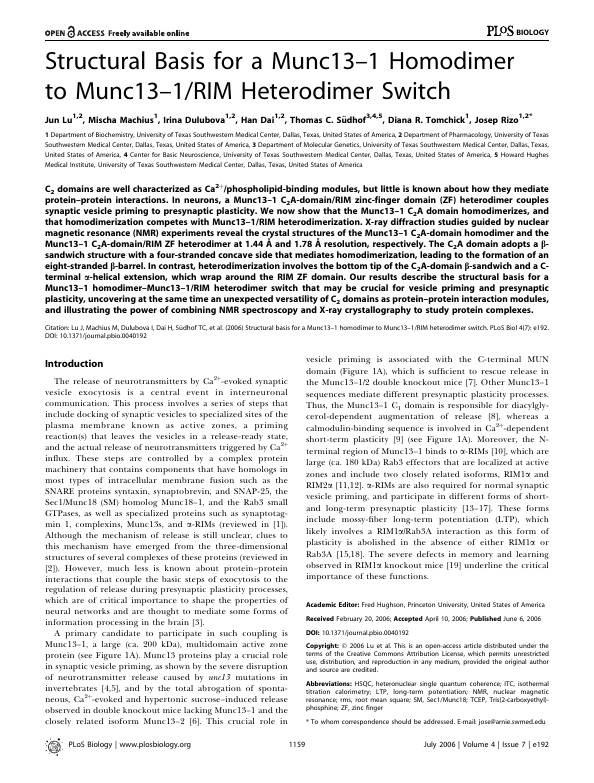 OPEN ACCESS Freely available online
PLoS BIOLOGY
Structural Basis for a Munc13–1 Homodimer
to Munc13–1/RIM Heterodimer Switch
Jun Lu1,2, Mischa Machius1, Irina Dulubova1,2, Han Dai1,2, Thomas C. Südhof3,4,5, Diana R. Tomchick1, Josep Rizo1,2*
1 Department of Biochemistry, University of Texas Southwestern Medical Center, Dallas, Texas, United States of America, 2 Department of Pharmacology, University of Texas
Southwestern Medical Center, Dallas, Texas, United States of America, 3 Department of Molecular Genetics, University of Texas Southwestern Medical Center, Dallas, Texas,
United States of America, 4 Center for Basic Neuroscience, University of Texas Southwestern Medical Center, Dallas, Texas, United States of America, 5 Howard Hughes
Medical Institute, University of Texas Southwestern Medical Center, Dallas, Texas, United States of America
C2 domains are well characterized as Ca2+/phospholipid-binding modules, but little is known about how they mediate
protein–protein interactions. In neurons, a Munc13–1 C2A-domain/RIM zinc-finger domain (ZF) heterodimer couples
synaptic vesicle priming to presynaptic plasticity. We now show that the Munc13–1 C2A domain homodimerizes, and
that homodimerization competes with Munc13–1/RIM heterodimerization. X-ray diffraction studies guided by nuclear
magnetic resonance (NMR) experiments reveal the crystal structures of the Munc13–1 C2A-domain homodimer and the
Munc13–1 C2A-domain/RIM ZF heterodimer at 1.44 Å and 1.78 Å resolution, respectively. The C2A domain adopts a β-
sandwich structure with a four-stranded concave side that mediates homodimerization, leading to the formation of an
eight-stranded β-barrel. In contrast, heterodimerization involves the bottom tip of the C2A-domain β-sandwich and a C-
terminal α-helical extension, which wrap around the RIM ZF domain. Our results describe the structural basis for a
Munc13–1 homodimer–Munc13–1/RIM heterodimer switch that may be crucial for vesicle priming and presynaptic
plasticity, uncovering at the same time an unexpected versatility of C2 domains as protein–protein interaction modules,
and illustrating the power of combining NMR spectroscopy and X-ray crystallography to study protein complexes.
Citation: Lu J, Machius M, Dulubova I, Dai H, Südhof TC, et al. (2006) Structural basis for a Munc13–1 homodimer to Munc13–1/RIM heterodimer switch. PLoS Biol 4(7): e192.
DOI: 10.1371/journal.pbio.0040192
Introduction
The release of neurotransmitters by Ca2+-evoked synaptic
vesicle exocytosis is a central event in interneuronal
communication. This process involves a series of steps that
include docking of synaptic vesicles to specialized sites of the
plasma membrane known as active zones, a priming
reaction(s) that leaves the vesicles in a release-ready state,
and the actual release of neurotransmitters triggered by Ca2+
influx. These steps are controlled by a complex protein
machinery that contains components that have homologs in
most types of intracellular membrane fusion such as the
SNARE proteins syntaxin, synaptobrevin, and SNAP-25, the
Sec1/Munc18 (SM) homolog Munc18–1, and the Rab3 small
GTPases, as well as specialized proteins such as synaptotag-
min 1, complexins, Munc13s, and α-RIMs (reviewed in [1]).
Although the mechanism of release is still unclear, clues to
this mechanism have emerged from the three-dimensional
structures of several complexes of these proteins (reviewed in
[2]). However, much less is known about protein–protein
interactions that couple the basic steps of exocytosis to the
regulation of release during presynaptic plasticity processes,
which are of critical importance to shape the properties of
neural networks and are thought to mediate some forms of
information processing in the brain [3].
A primary candidate to participate in such coupling is
Munc13–1, a large (ca. 200 kDa), multidomain active zone
protein (see Figure 1A). Munc13 proteins play a crucial role
in synaptic vesicle priming, as shown by the severe disruption
of neurotransmitter release caused by unc13 mutations in
invertebrates [4,5], and by the total abrogation of sponta-
neous, Ca2+-evoked and hypertonic sucrose–induced release
observed in double knockout mice lacking Munc13–1 and the
closely related isoform Munc13–2 [6]. This crucial role in
vesicle priming is associated with the C-terminal MUN
domain (Figure 1A), which is sufficient to rescue release in
the Munc13–1/2 double knockout mice [7]. Other Munc13–1
sequences mediate different presynaptic plasticity processes.
Thus, the Munc13–1 C1 domain is responsible for diacylgly-
cerol-dependent augmentation of release [8], whereas a
calmodulin-binding sequence is involved in Ca2+-dependent
short-term plasticity [9] (see Figure 1A). Moreover, the N-
terminal region of Munc13–1 binds to α-RIMs [10], which are
large (ca. 180 kDa) Rab3 effectors that are localized at active
zones and include two closely related isoforms, RIM1α and
RIM2α [11,12]. α-RIMs are also required for normal synaptic
vesicle priming, and participate in different forms of short-
and long-term presynaptic plasticity [13–17]. These forms
include mossy-fiber long-term potentiation (LTP), which
likely involves a RIM1α/Rab3A interaction as this form of
plasticity is abolished in the absence of either RIM1α or
Rab3A [15,18]. The severe defects in memory and learning
observed in RIM1α knockout mice [19] underline the critical
importance of these functions.
Academic Editor: Fred Hughson, Princeton University, United States of America
Received February 20, 2006; Accepted April 10, 2006; Published June 6, 2006
DOI: 10.1371/journal.pbio.0040192
Copyright: © 2006 Lu et al. This is an open-access article distributed under the
terms of the Creative Commons Attribution License, which permits unrestricted
use, distribution, and reproduction in any medium, provided the original author
and source are credited.
Abbreviations: HSQC, heteronuclear single quantum coherence; ITC, isothermal
titration calorimetry; LTP, long-term potentiation; NMR, nuclear magnetic
resonance; rms, root mean square; SM, Sec1/Munc18; TCEP, Tris(2-carboxyethyl)-
phosphine; ZF, zinc finger
* To whom correspondence should be addressed. E-mail: jose@arnie.swmed.edu
PLoS Biology | www.plosbiology.org
1159
July 2006 | Volume 4 | Issue 7 | e192